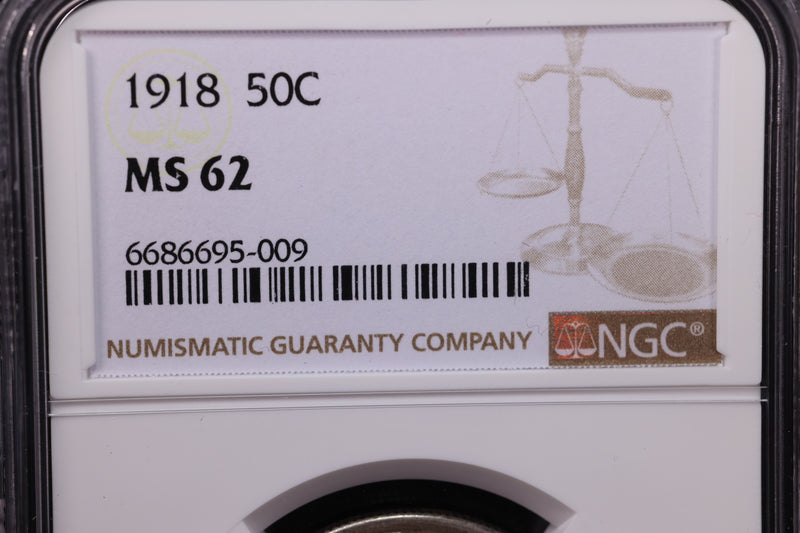 1918 50C
MS 62
6686695-009
NUMISMATIC GUARANTY COMPANY
NGC®